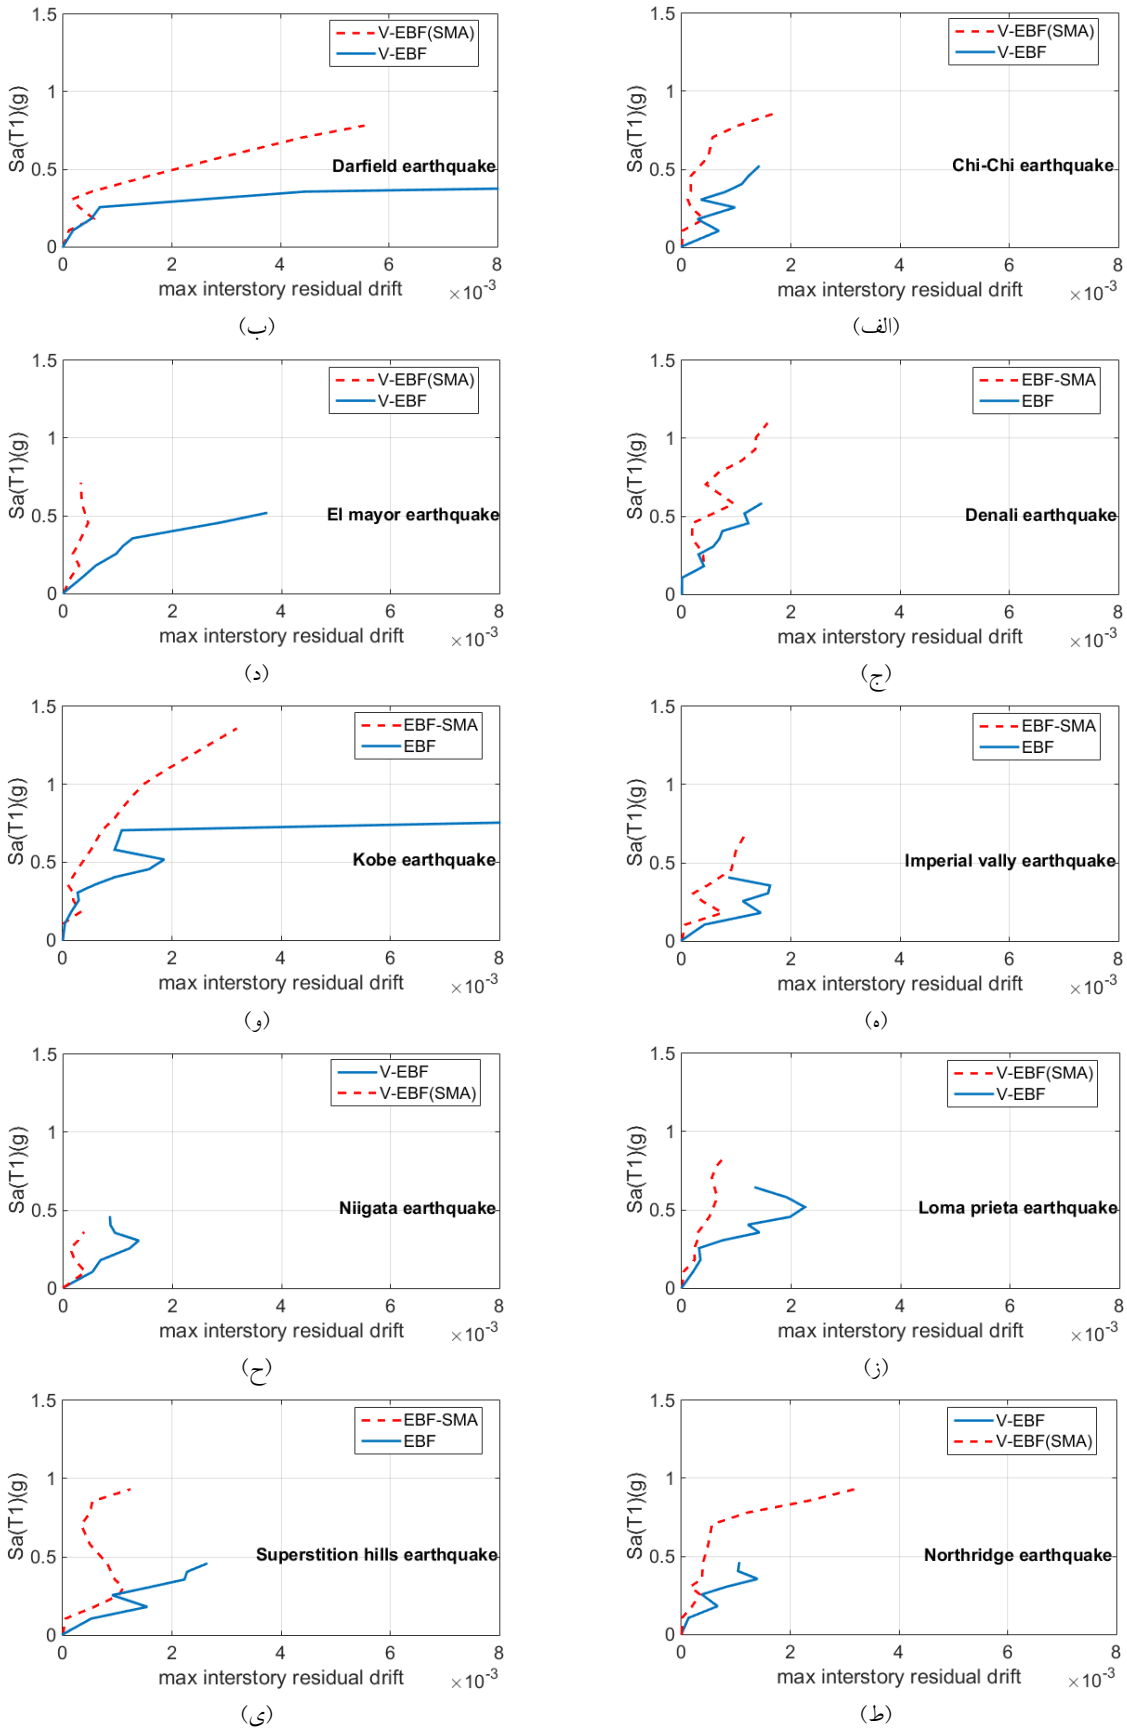 1.5
V-EBF(SMA)
V-EBF
1
Sa(T1)(g)
0.5
Darfield earthquake
0
0 2 4 6 8
max interstory residual drift ×10-3
(ب)
1.5
V-EBF(SMA)
V-EBF
1
Sa(T1)(g)
0.5
Chi-Chi earthquake
0
0 2 4 6 8
max interstory residual drift ×10-3
(الف)
1.5
V-EBF(SMA)
V-EBF
1
Sa(T1)(g)
0.5
El mayor earthquake
0
0 2 4 6 8
max interstory residual drift ×10-3
(د)
1.5
EBF-SMA
EBF
1
Sa(T1)(g)
0.5
Denali earthquake
0
0 2 4 6 8
max interstory residual drift ×10-3
(ج)
1.5
EBF-SMA
EBF
1
Sa(T1)(g)
0.5
Kobe earthquake
0
0 2 4 6 8
max interstory residual drift ×10-3
(و)
1.5
EBF-SMA
EBF
1
Sa(T1)(g)
0.5
Imperial vally earthquake
0
0 2 4 6 8
max interstory residual drift ×10-3
(ه)
1.5
V-EBF
V-EBF(SMA)
1
Sa(T1)(g)
0.5
Niigata earthquake
0
0 2 4 6 8
max interstory residual drift ×10-3
(ح)
1.5
V-EBF(SMA)
V-EBF
1
Sa(T1)(g)
0.5
Loma prieta earthquake
0
0 2 4 6 8
max interstory residual drift ×10-3
(ز)
1.5
EBF-SMA
EBF
1
Sa(T1)(g)
0.5
Superstition hills earthquake
0
0 2 4 6 8
max interstory residual drift ×10-3
(ی)
1.5
V-EBF
V-EBF(SMA)
1
Sa(T1)(g)
0.5
Northridge earthquake
0
0 2 4 6 8
max interstory residual drift ×10-3
(ط)